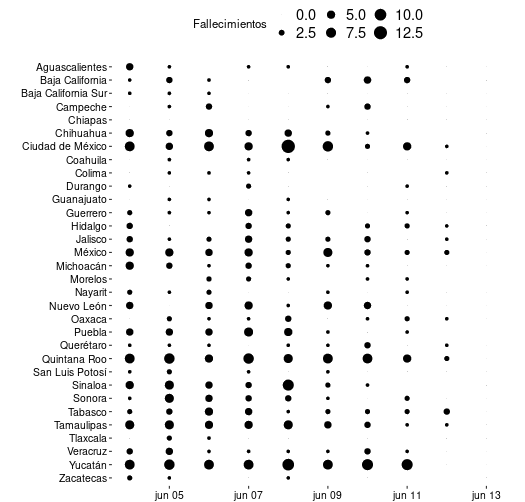 Fallecimientos
0.0 5.0 10.0
2.5 7.5 12.5
Aguascalientes
Baja California
Baja California Sur
Campeche
Chiapas
Chihuahua
Ciudad de México
Coahuila
Colima
Durango
Guanajuato
Guerrero
Hidalgo
Jalisco
México
Michoacán
Morelos
Nayarit
Nuevo León
Oaxaca
Puebla
Querétaro
Quintana Roo
San Luis Potosí
Sinaloa
Sonora
Tabasco
Tamaulipas
Tlaxcala
Veracruz
Yucatán
Zacatecas
jun 05 jun 07 jun 09 jun 11 jun 13